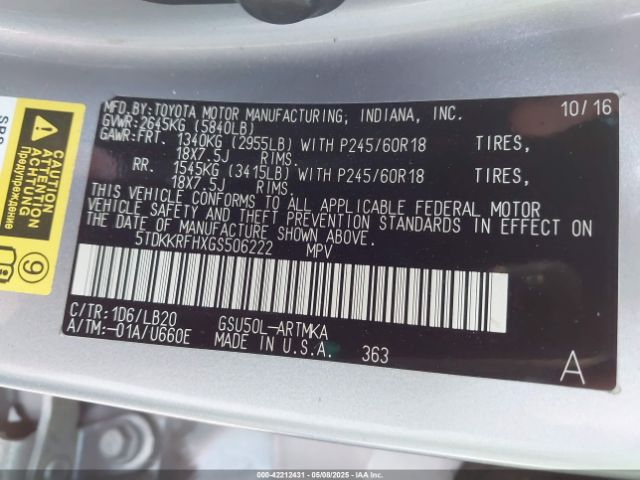 MFD.BY:TOYOTA MOTOR MANUFACTURING, INDIANA, INC. 10/16
GVWR:2645KG (5840LB)
GAWR:FRT. 1340KG (2955LB) WITH P245/60R18 TIRES,
18X7.5J RIMS.
RR. 1545KG (3415LB) WITH P245/60R18 TIRES,
18X7.5J RIMS.
THIS VEHICLE CONFORMS TO ALL APPLICABLE FEDERAL MOTOR
VEHICLE SAFETY AND THEFT PREVENTION STANDARDS IN EFFECT ON
THE DATE OF MANUFACTURE SHOWN ABOVE.
5TDKKRFHXGS506222 MPV
C/TR:1D6/LB20 GSU50L-ARTMKA
A/TM:-01A/U660E MADE IN U.S.A. 363
A
CAUTION
ATTENTION
ACHTUNG
Предупреждение
9
000-42212431 - 05/08/2025 - IAA Inc.